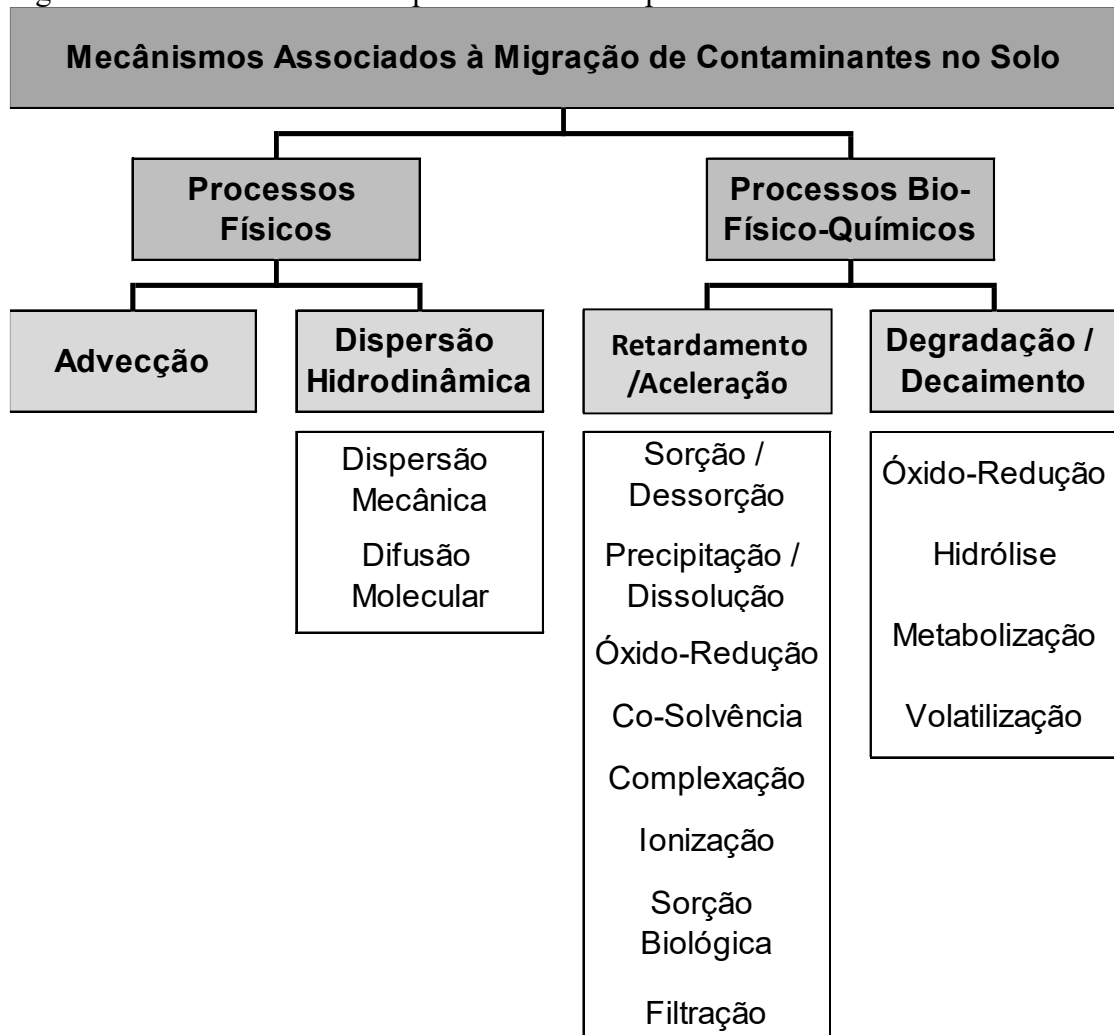 Mecânismos Associados à Migração de Contaminantes no Solo
Processos
Físicos
Processos Bio-
Físico-Químicos
Advecção
Dispersão
Hidrodinâmica
Retardamento
/Aceleração
Degradação /
Decaimento
Dispersão
Mecânica
Difusão
Molecular
Sorção /
Dessorção
Precipitação /
Dissolução
Óxido-Redução
Co-Solvência
Complexação
Ionização
Sorção
Biológica
Filtração
Óxido-Redução
Hidrólise
Metabolização
Volatilização